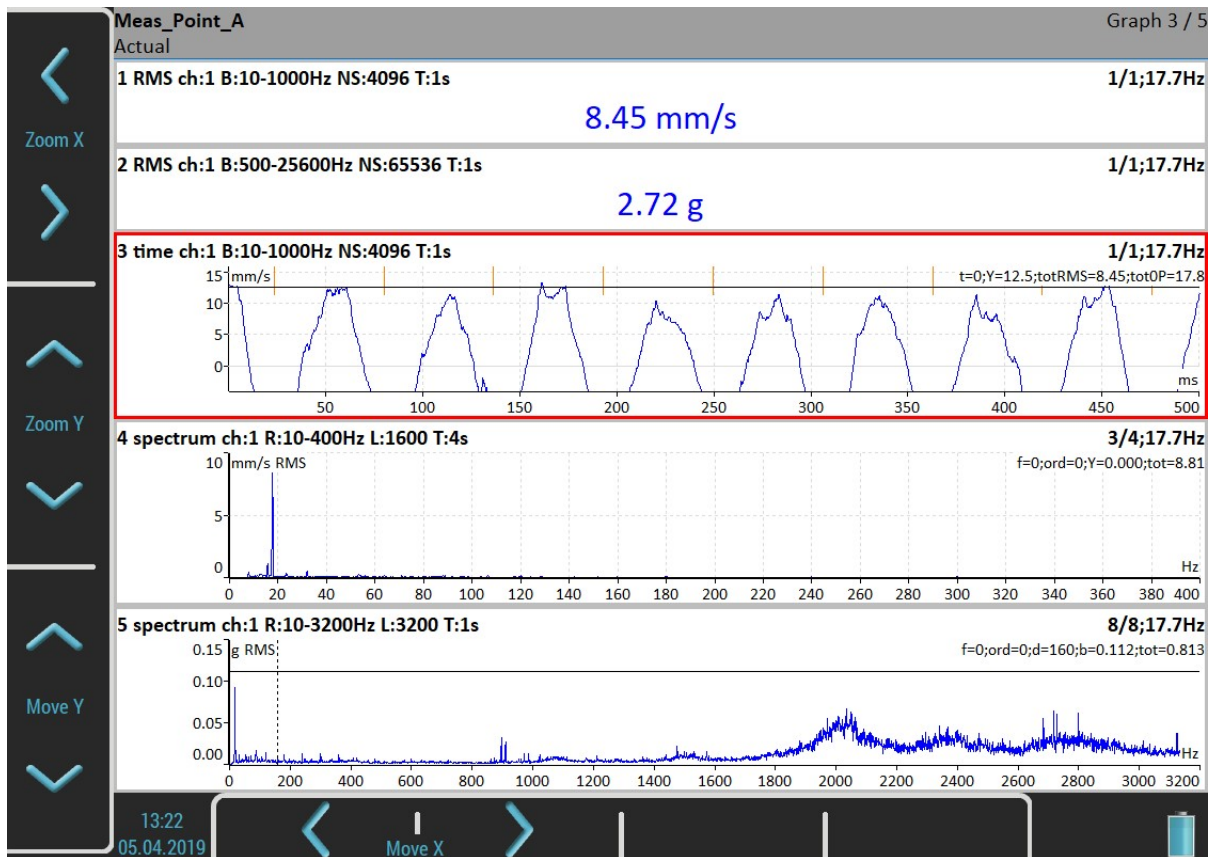 Meas_Point_A Graph 3 / 5
Actual
Zoom X
Zoom Y
Move Y
1 RMS ch:1 B:10-1000Hz NS:4096 T:1s 1/1;17.7Hz
8.45 mm/s
2 RMS ch:1 B:500-25600Hz NS:65536 T:1s 1/1;17.7Hz
2.72 g
3 time ch:1 B:10-1000Hz NS:4096 T:1s 1/1;17.7Hz
15 mm/s t=0;Y=12.5;totRMS=8.45;tot0P=17.8
10
5
0
ms
50 100 150 200 250 300 350 400 450 500
4 spectrum ch:1 R:10-400Hz L:1600 T:4s 3/4;17.7Hz
10 mm/s RMS f=0;ord=0;Y=0.000;tot=8.81
5
0 Hz
0 20 40 60 80 100 120 140 160 180 200 220 240 260 280 300 320 340 360 380 400
5 spectrum ch:1 R:10-3200Hz L:3200 T:1s 8/8;17.7Hz
0.15 g RMS f=0;ord=0;d=160;b=0.112;tot=0.813
0.10
0.05
0.00 Hz
0 200 400 600 800 1000 1200 1400 1600 1800 2000 2200 2400 2600 2800 3000 3200
13:22
05.04.2019
Move X